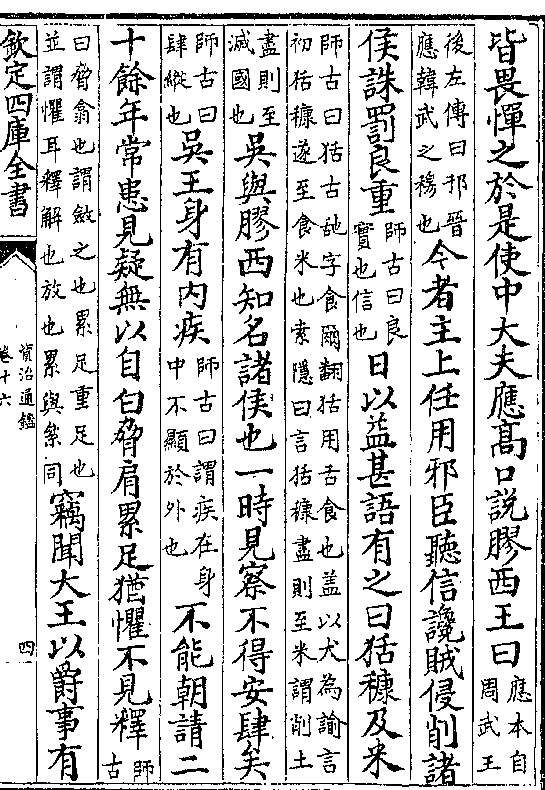 皆畏憚之於是使中大夫應髙口說膠西王曰應本自周武王
後左傳曰邘晉應韓武之穆也今者主上任用邪臣聽信讒賊侵削諸
侯誅罰良重師古曰良實也信也日以益甚語有之曰狧穅及米
師古曰狧古䑛字食爾翻狧用舌食也盖以犬為諭言初狧穅遂至食米也索隱曰言狧穅盡則至米謂削土
盡則至滅國也吳與膠西知名諸侯也一時見察不得安肆矣
師古曰肆縱也吳王身有内疾師古曰謂疾在身中不顯於外也不能朝請二
十餘年常患見疑無以自白脅肩累足猶懼不見釋師古
曰脅翕也謂斂之也累足重足也並謂懼耳釋解也放也累與絫同竊聞大王以爵事有
欽定四庫全書
資治通鑑
卷十六
四